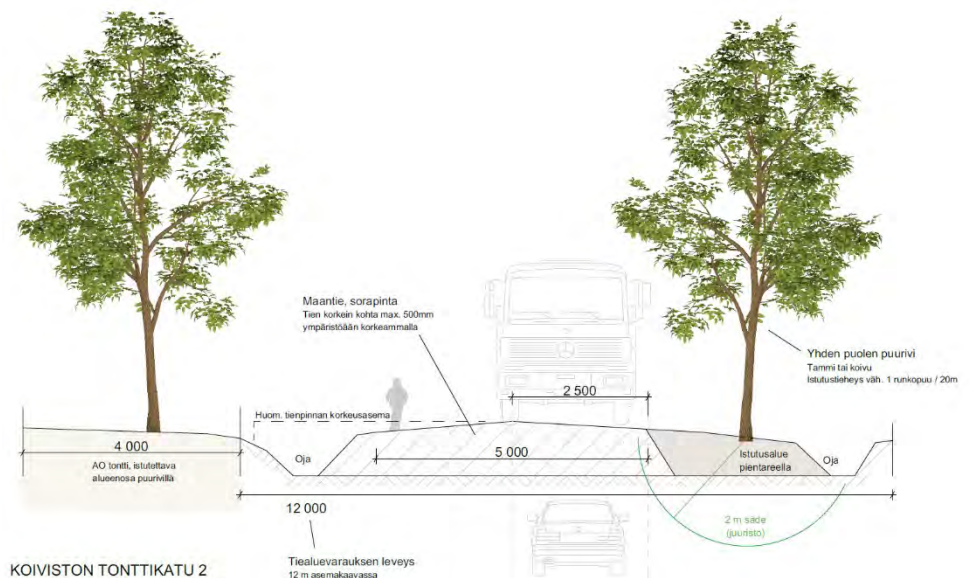 Maantie, sorapinta
Tien korkein kohta max. 500mm
ympäristöään korkeammalla
Yhden puolen puurivi
Tammi tai koivu
Istutustieheys väh. 1 runkopuu / 20m
2 500
Huom. tienpinnan korkeusasema
4 000
AO tontti, istutettava
alueenosa puurivillä
Oja
5 000
Istutusalue
pientareella
Oja
12 000
2 m säde
(juuristo)
Tiealuevarauksen leveys
12 m asemakaavassa
KOIVISTON TONTTIKATU 2